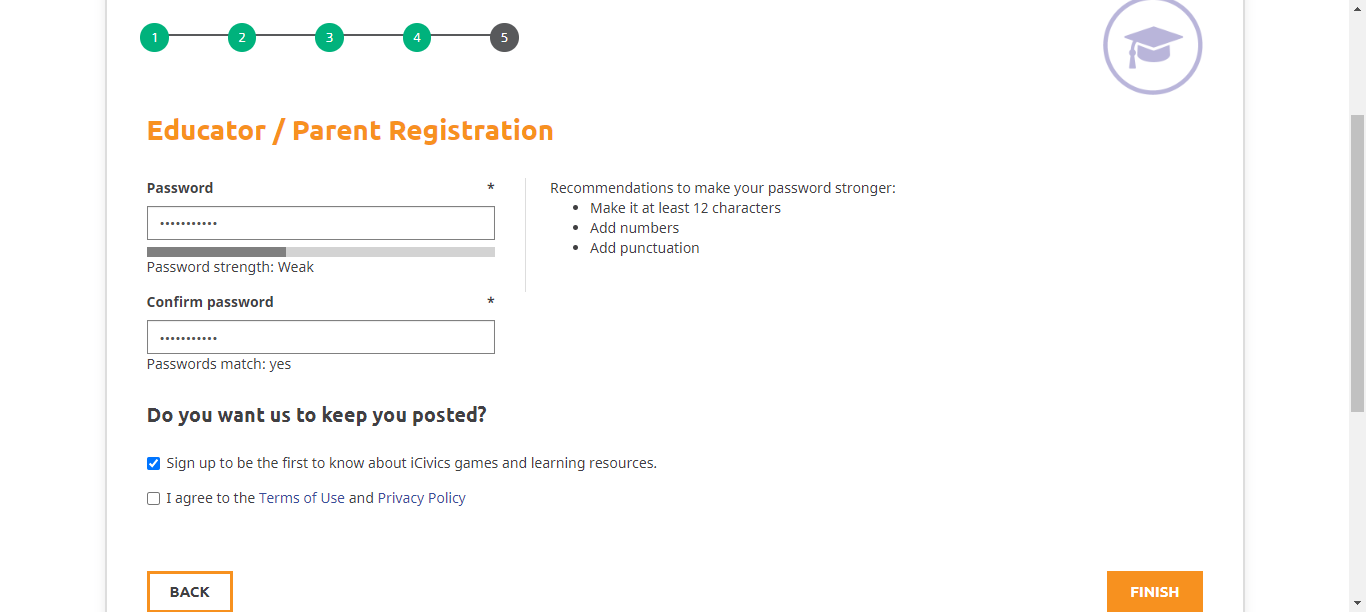 1 2 3 4 5
Educator / Parent Registration
Password *
•••••••••••
Password strength: Weak
Confirm password *
•••••••••••
Passwords match: yes
Recommendations to make your password stronger:
• Make it at least 12 characters
• Add numbers
• Add punctuation
Do you want us to keep you posted?
Sign up to be the first to know about iCivics games and learning resources.
I agree to the Terms of Use and Privacy Policy
BACK
FINISH